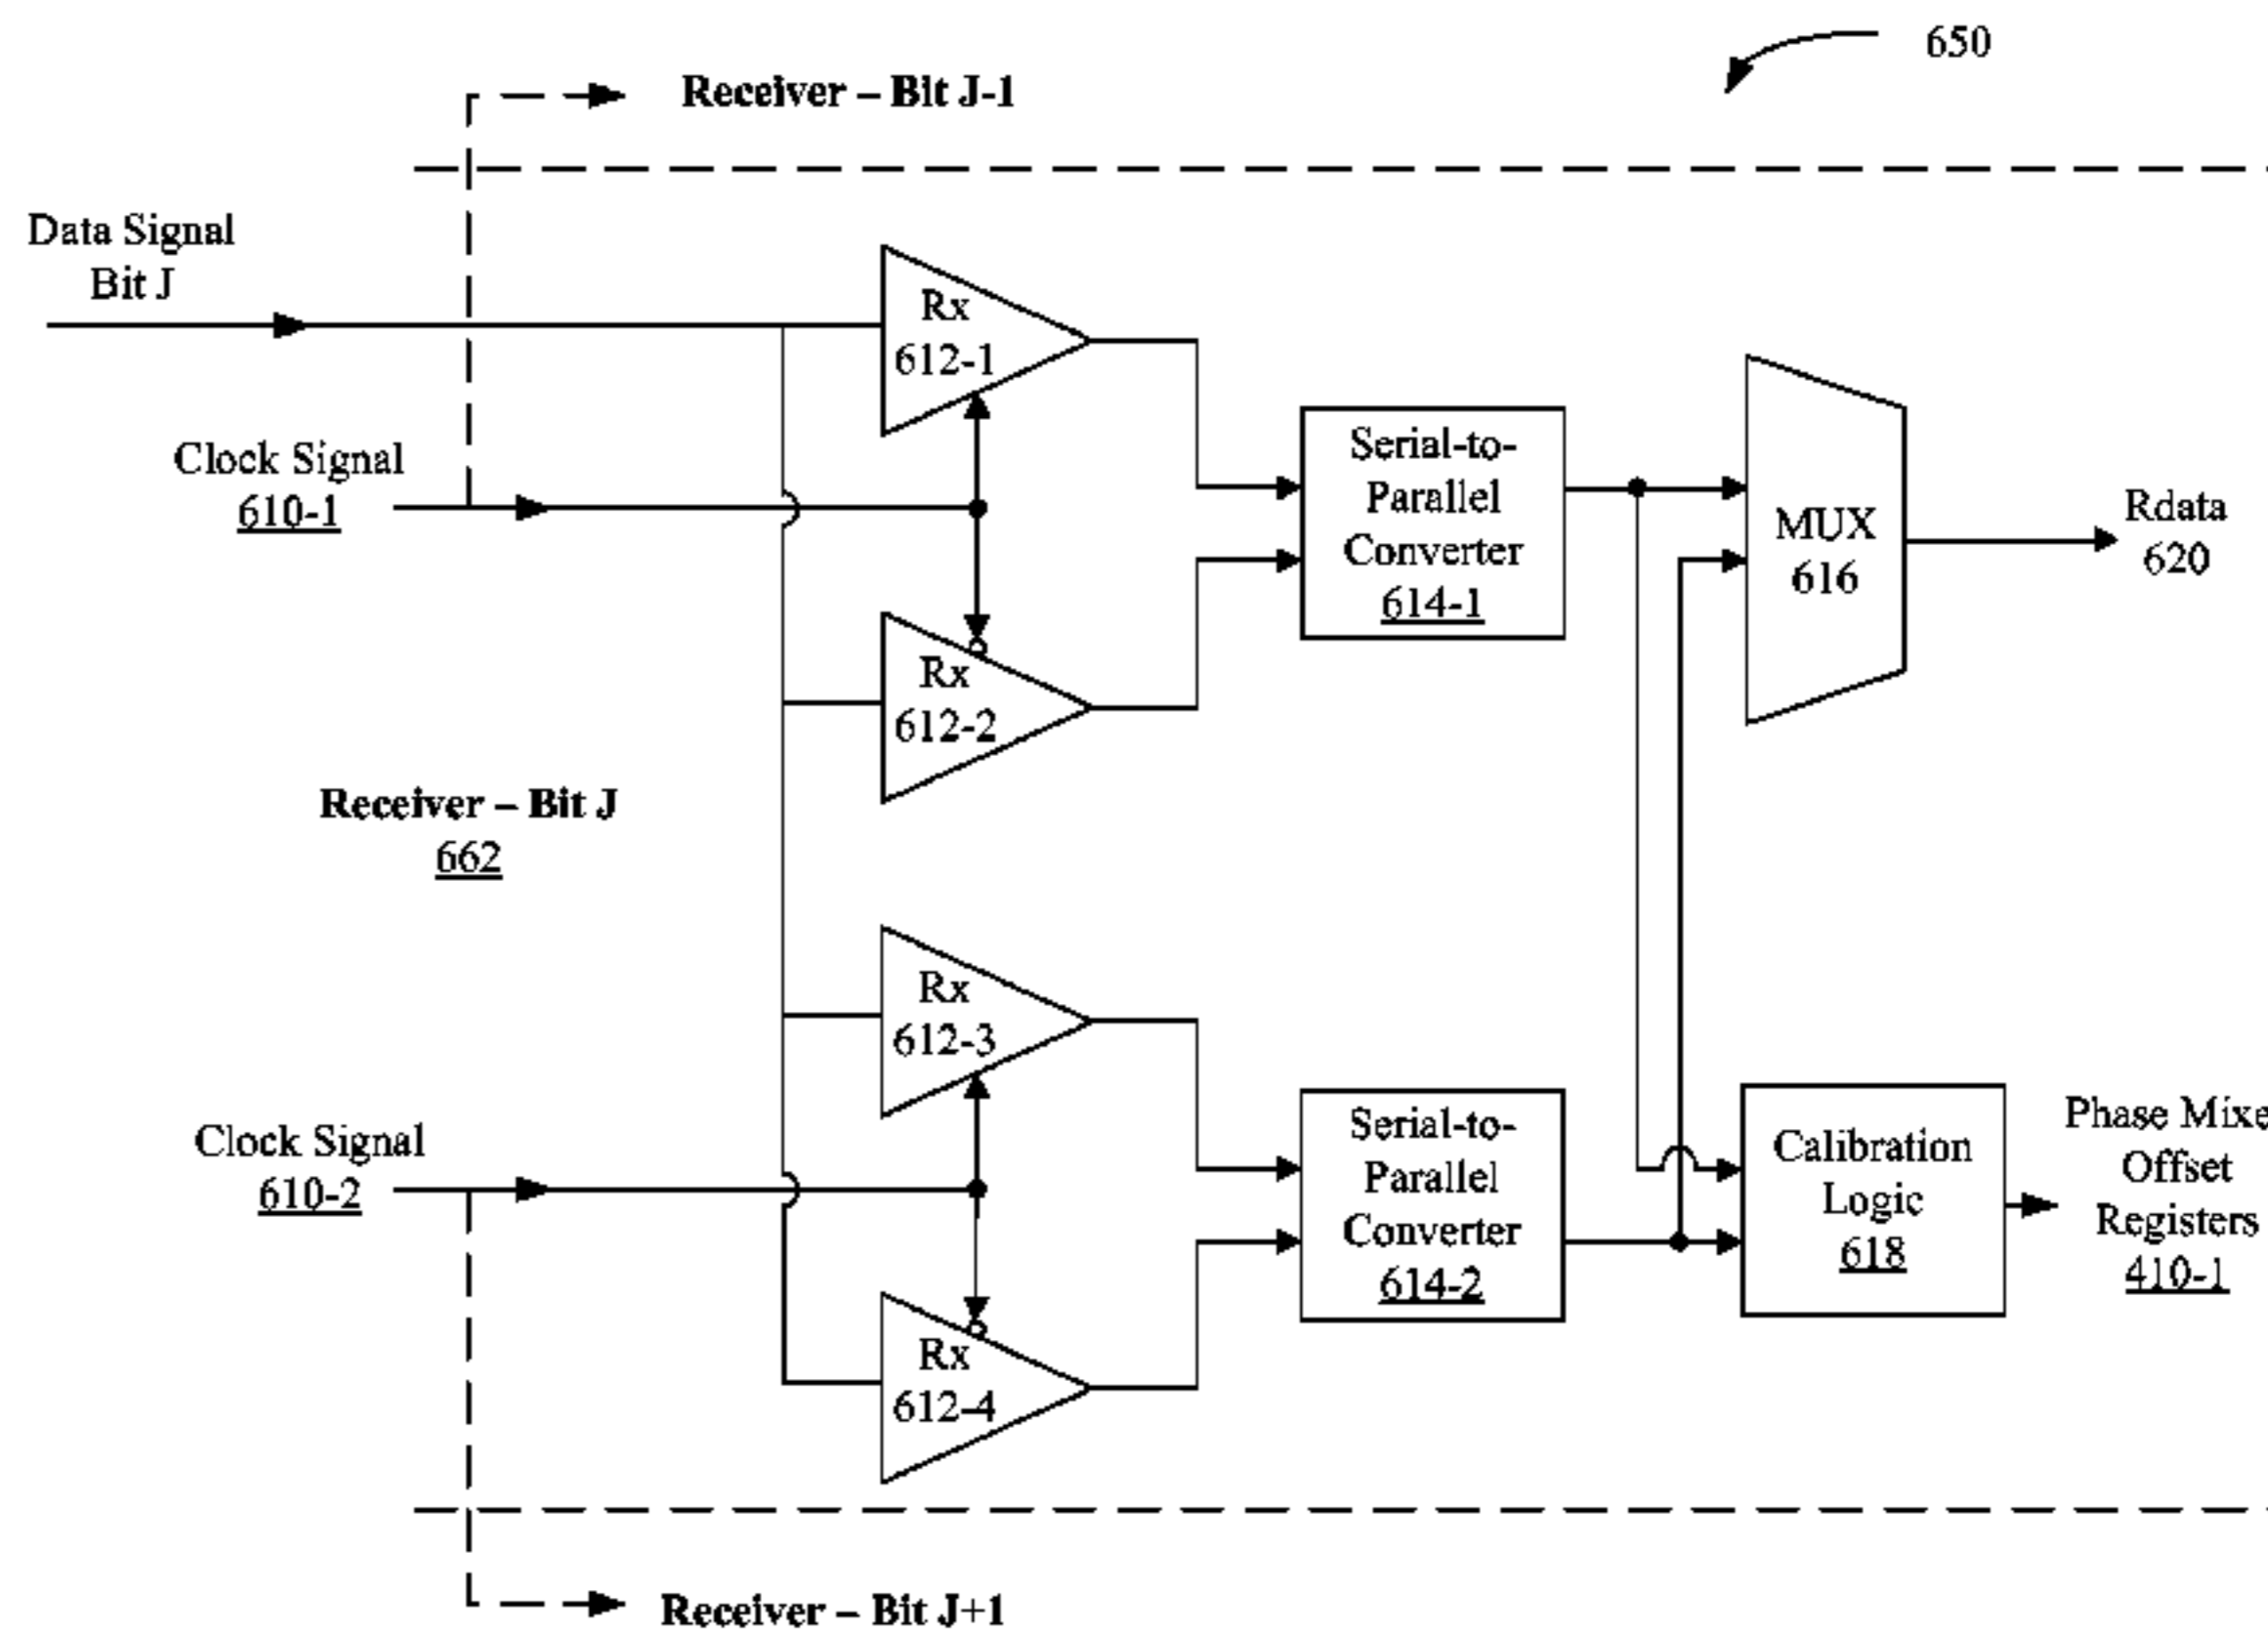 650
Receiver – Bit J-1
Data Signal
Bit J
Rx
612-1
Clock Signal
610-1
Serial-to-
Parallel
Converter
614-1
MUX
616
Rdata
620
Rx
612-2
Receiver – Bit J
662
Rx
612-3
Clock Signal
610-2
Serial-to-
Parallel
Converter
614-2
Calibration
Logic
618
Phase Mixe
Offset
Registers
410-1
Rx
612-4
Receiver – Bit J+1